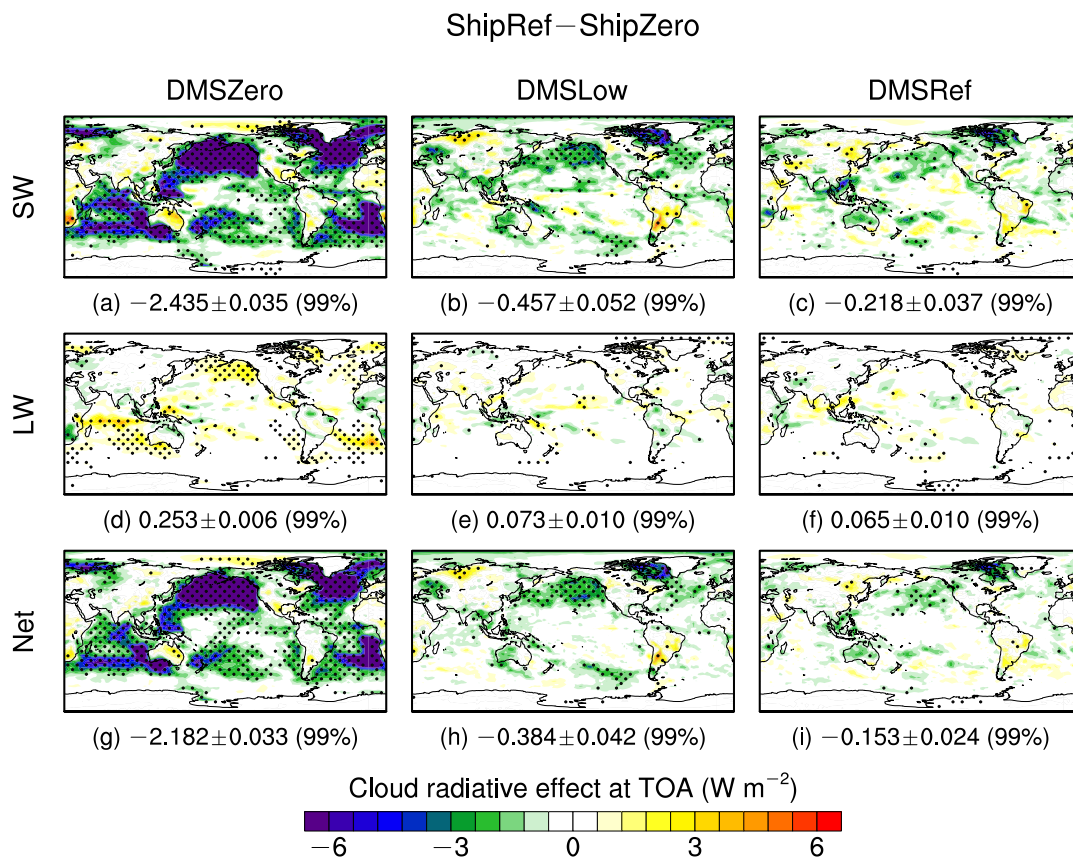 ShipRef−ShipZero
DMSZero DMSLow DMSRef
SW
(a) −2.435±0.035 (99%) (b) −0.457±0.052 (99%) (c) −0.218±0.037 (99%)
LW
(d) 0.253±0.006 (99%) (e) 0.073±0.010 (99%) (f) 0.065±0.010 (99%)
Net
(g) −2.182±0.033 (99%) (h) −0.384±0.042 (99%) (i) −0.153±0.024 (99%)
Cloud radiative effect at TOA (W m⁻²)
−6 −3 0 3 6